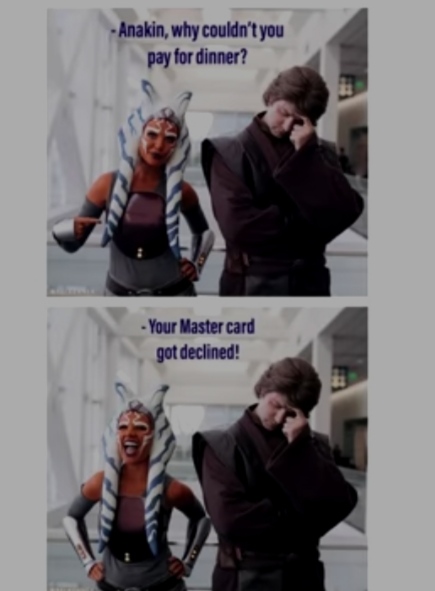 - Anakin, why couldn't you
pay for dinner?
- Your Master card
got declined!